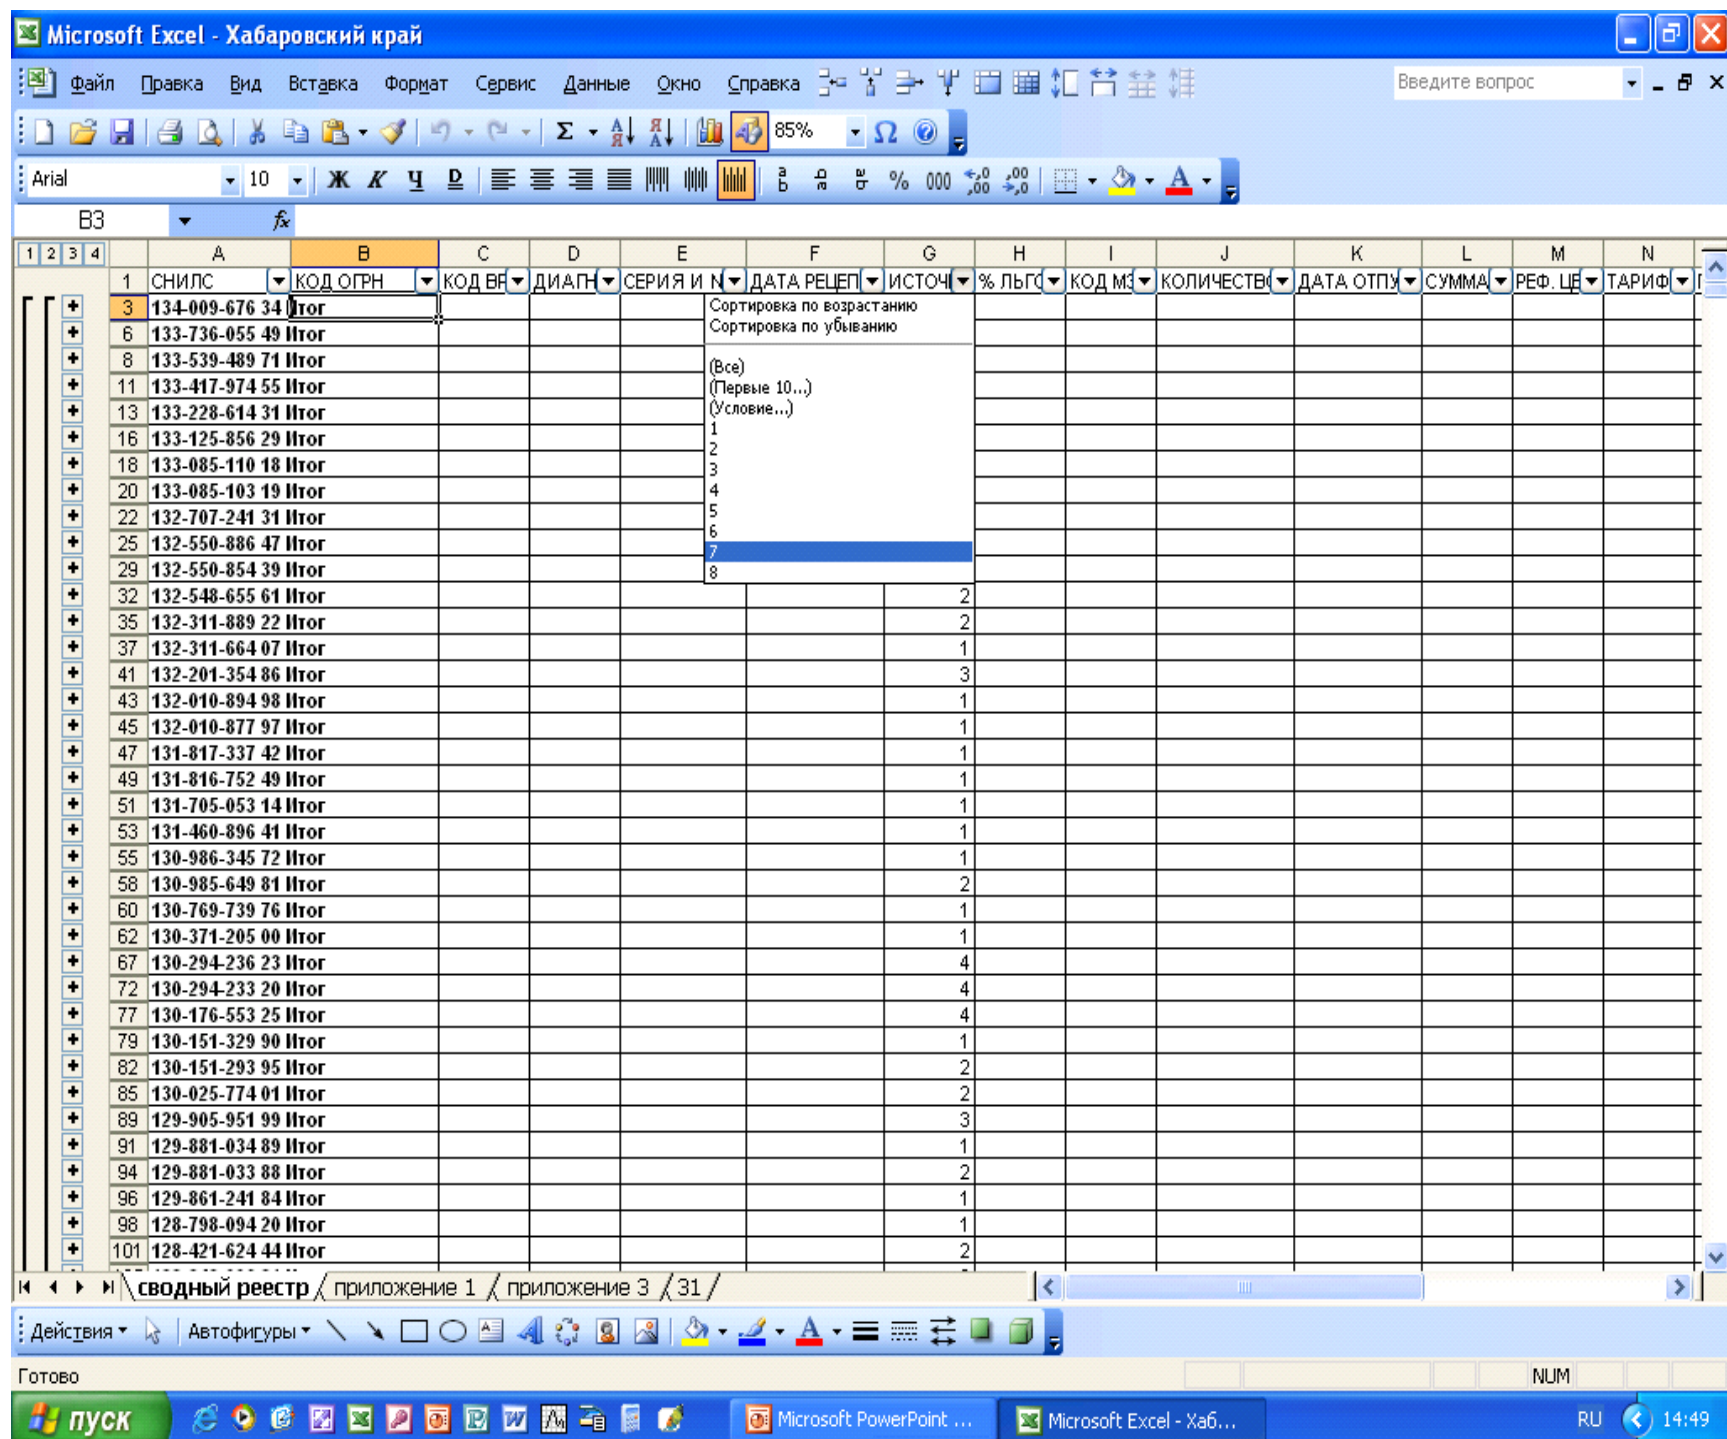 Microsoft Excel - Хабаровский край
Файл Правка Вид Вставка Формат Сервис Данные Окно Справка Введите вопрос
85%
Arial 10 Ж К Ч D % 000
B3 fx
1 2 3 4 A B C D E F G H I J K L M N
1 СНИЛС КОД ОГРН КОД ВР ДИАГН СЕРИЯ И N ДАТА РЕЦЕП ИСТОЧ % ЛЬГО КОД МЗ КОЛИЧЕСТВО ДАТА ОТПУ СУММА РЕФ. ЦЕ ТАРИФ
3 134-009-676 34 Итог
6 133-736-055 49 Итог
8 133-539-489 71 Итог
11 133-417-974 55 Итог
13 133-228-614 31 Итог
16 133-125-856 29 Итог
18 133-085-110 18 Итог
20 133-085-103 19 Итог
22 132-707-241 31 Итог
25 132-550-886 47 Итог
29 132-550-854 39 Итог
Сортировка по возрастанию
Сортировка по убыванию
(Все)
(Первые 10...)
(Условие...)
1
2
3
4
5
6
7
8
32 132-548-655 61 Итог 2
35 132-311-889 22 Итог 2
37 132-311-664 07 Итог 1
41 132-201-354 86 Итог 3
43 132-010-894 98 Итог 1
45 132-010-877 97 Итог 1
47 131-817-337 42 Итог 1
49 131-816-752 49 Итог 1
51 131-705-053 14 Итог 1
53 131-460-896 41 Итог 1
55 130-986-345 72 Итог 1
58 130-985-649 81 Итог 2
60 130-769-739 76 Итог 1
62 130-371-205 00 Итог 1
67 130-294-236 23 Итог 4
72 130-294-233 20 Итог 4
77 130-176-553 25 Итог 4
79 130-151-329 90 Итог 1
82 130-151-293 95 Итог 2
85 130-025-774 01 Итог 2
89 129-905-951 99 Итог 3
91 129-881-034 89 Итог 1
94 129-881-033 88 Итог 2
96 129-861-241 84 Итог 1
98 128-798-094 20 Итог 1
101 128-421-624 44 Итог 2
сводный реестр / приложение 1 / приложение 3 / 31 /
Действия Автофигуры
Готово NUM
пуск Microsoft PowerPoint ... Microsoft Excel - Хаб... RU 14:49